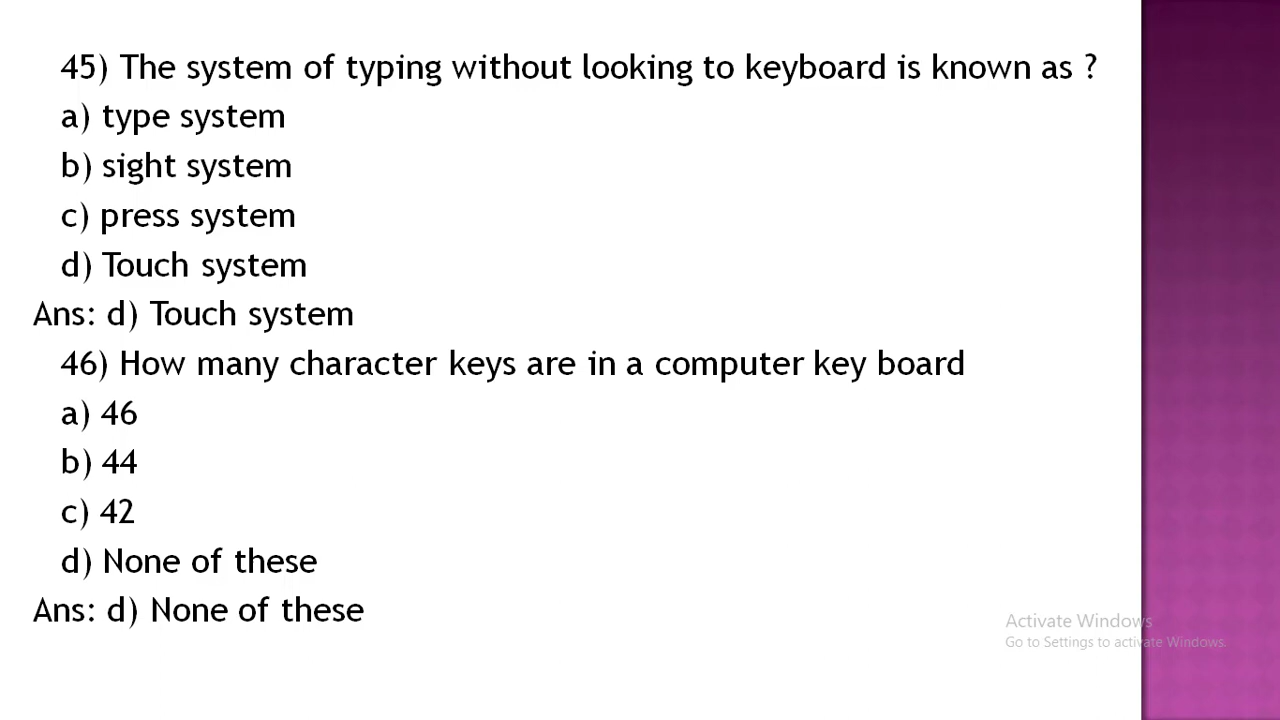 45) The system of typing without looking to keyboard is known as ?
a) type system
b) sight system
c) press system
d) Touch system
Ans: d) Touch system
46) How many character keys are in a computer key board
a) 46
b) 44
c) 42
d) None of these
Ans: d) None of these
Activate Windows
Go to Settings to activate Windows.